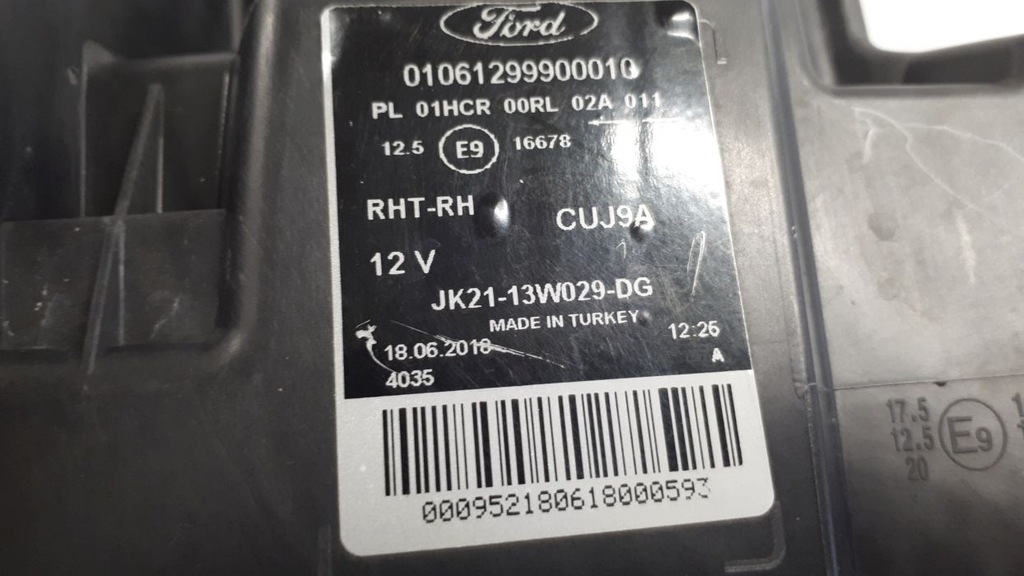 Ford
01061299900010
PL 01HCR 00RL 02A 011
12.5 E9 16678
RHT-RH CUJ9A
12 V
JK21-13W029-DG
MADE IN TURKEY
18.06.2018 12:26
4035 A
000952180618000593
17.5
12.5 E9
20